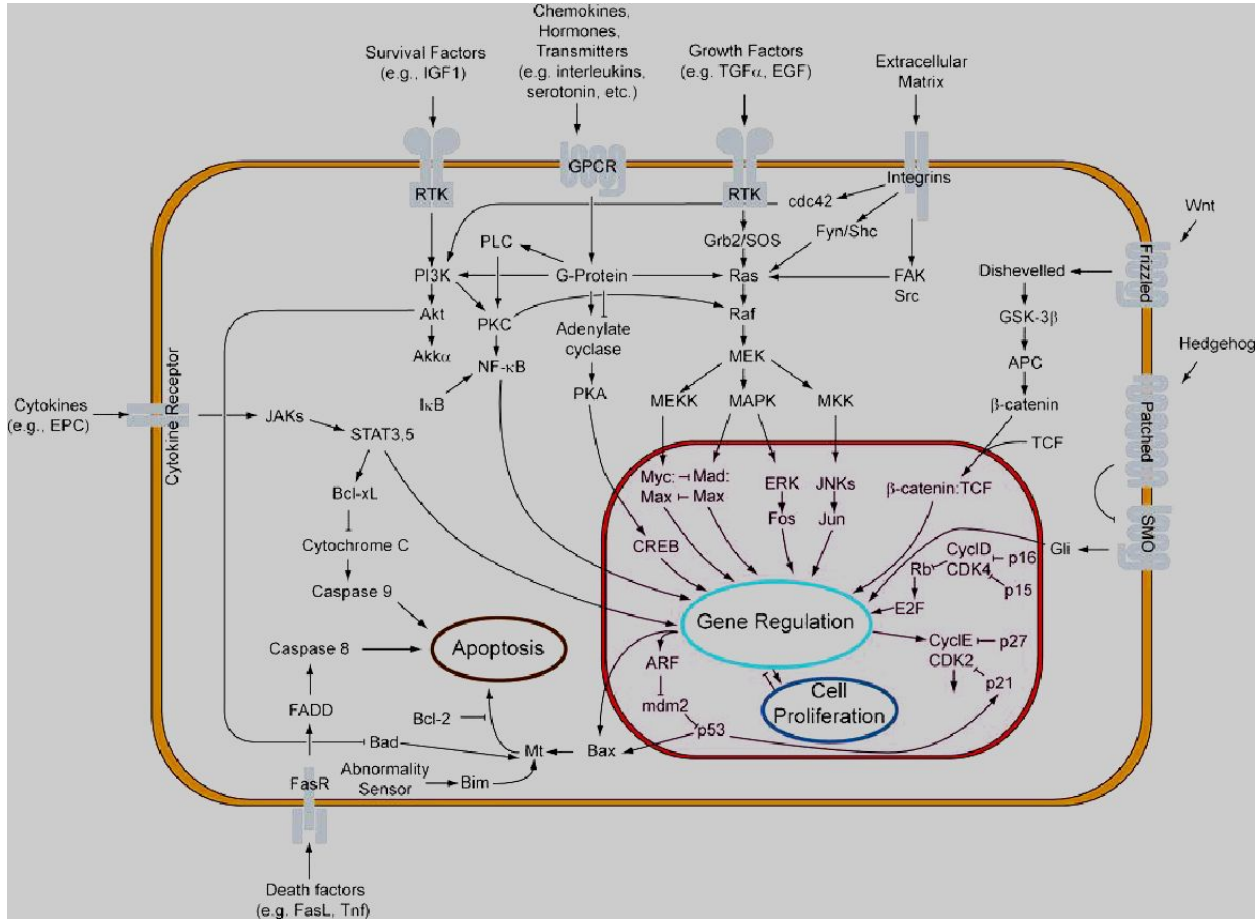 Chemokines,
Hormones,
Transmitters
(e.g. interleukins,
serotonin, etc.)
Survival Factors
(e.g., IGF1)
Growth Factors
(e.g. TGFα, EGF)
Extracellular
Matrix
GPCR
RTK
RTK
Integrins
cdc42
Wnt
Fyn/Shc
Grb2/SOS
PLC
Frizzled
PI3K
G-Protein
Ras
FAK
Src
Dishevelled
Akt
PKC
Raf
GSK-3β
Adenylate
cyclase
Akkα
NF-κB
MEK
APC
Hedgehog
IκB
PKA
MEKK
MAPK
MKK
β-catenin
Patched
Cytokines
(e.g., EPC)
Cytokine Receptor
JAKs
STAT3,5
TCF
Myc: Mad:
Max Max
ERK
JNKs
β-catenin:TCF
Bcl-xL
Fos
Jun
SMO
Cytochrome C
CREB
Gli
CyclD
p16
Rb
CDK4
p15
Caspase 9
E2F
Gene Regulation
Caspase 8
Apoptosis
ARF
CyclE
p27
CDK2
p21
FADD
Bcl-2
mdm2
Cell
Proliferation
p53
Bad
Mt
Bax
Abnormality
Sensor
Bim
FasR
Death factors
(e.g. FasL, Tnf)